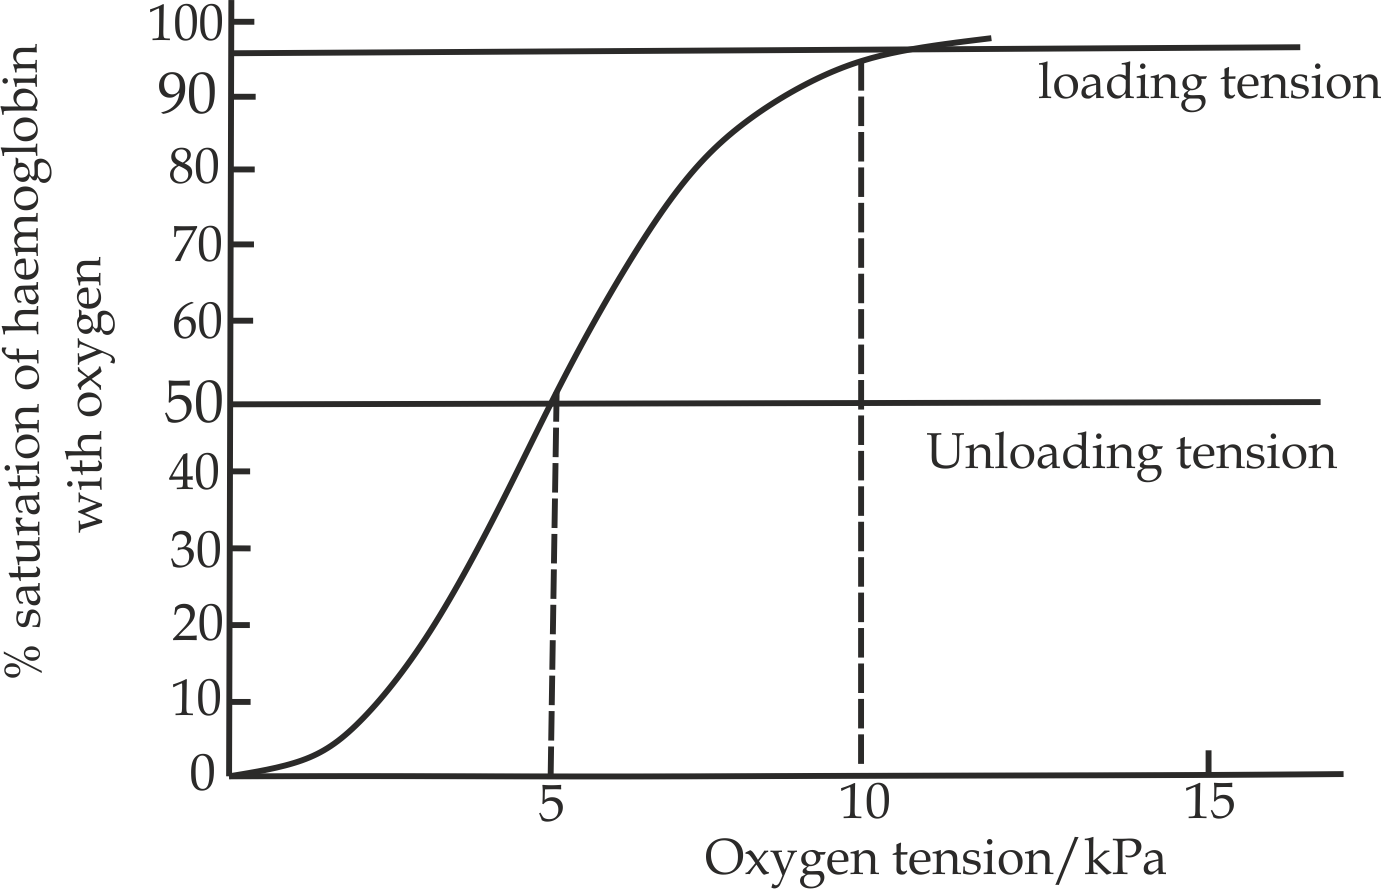 % saturation of haemoglobin
with oxygen
100
90
80
70
60
50
40
30
20
10
0
loading tension
Unloading tension
5 10 15
Oxygen tension/kPa